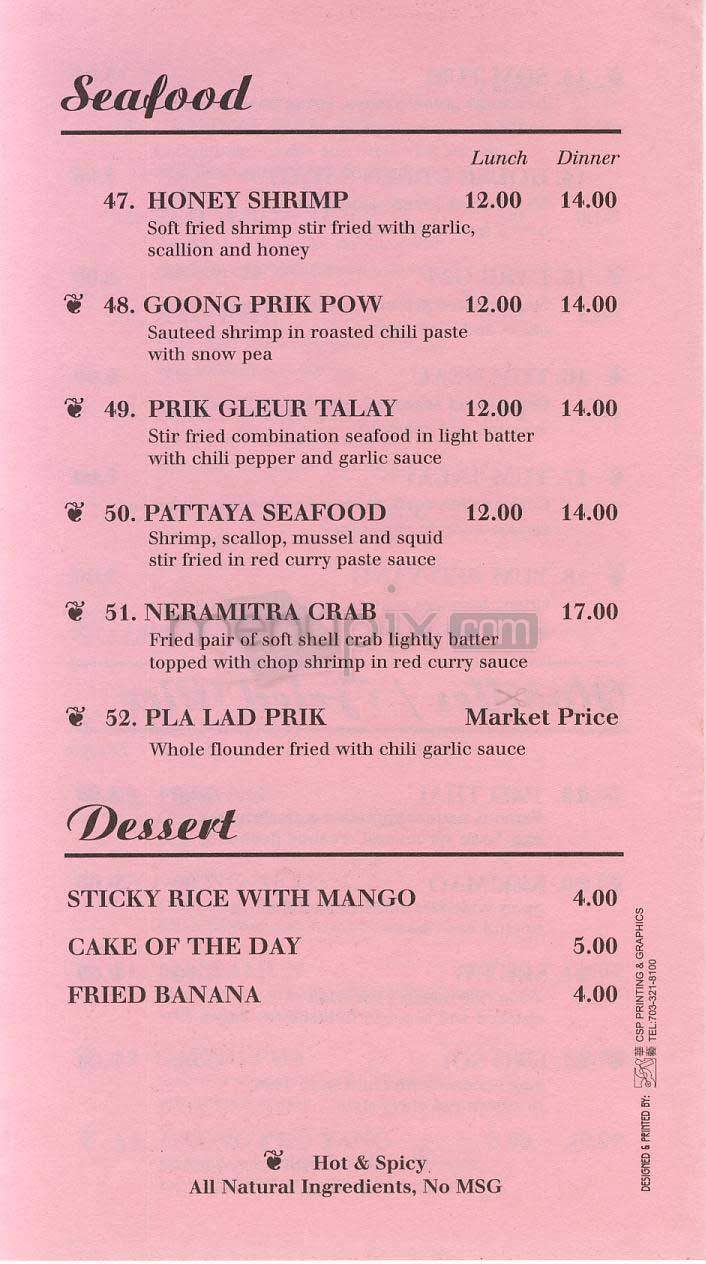 Seafood
Lunch Dinner
47. HONEY SHRIMP 12.00 14.00
Soft fried shrimp stir fried with garlic,
scallion and honey
48. GOONG PRIK POW 12.00 14.00
Sauteed shrimp in roasted chili paste
with snow pea
49. PRIK GLEUR TALAY 12.00 14.00
Stir fried combination seafood in light batter
with chili pepper and garlic sauce
50. PATTAYA SEAFOOD 12.00 14.00
Shrimp, scallop, mussel and squid
stir fried in red curry paste sauce
51. NERAMITRA CRAB 17.00
Fried pair of soft shell crab lightly batter
topped with chop shrimp in red curry sauce
menupix.com
52. PLA LAD PRIK Market Price
Whole flounder fried with chili garlic sauce
Dessert
STICKY RICE WITH MANGO 4.00
CAKE OF THE DAY 5.00
FRIED BANANA 4.00
Hot & Spicy
All Natural Ingredients, No MSG
DESIGNED & PRINTED BY: 華藝 CSP PRINTING & GRAPHICS
TEL:703-321-8100